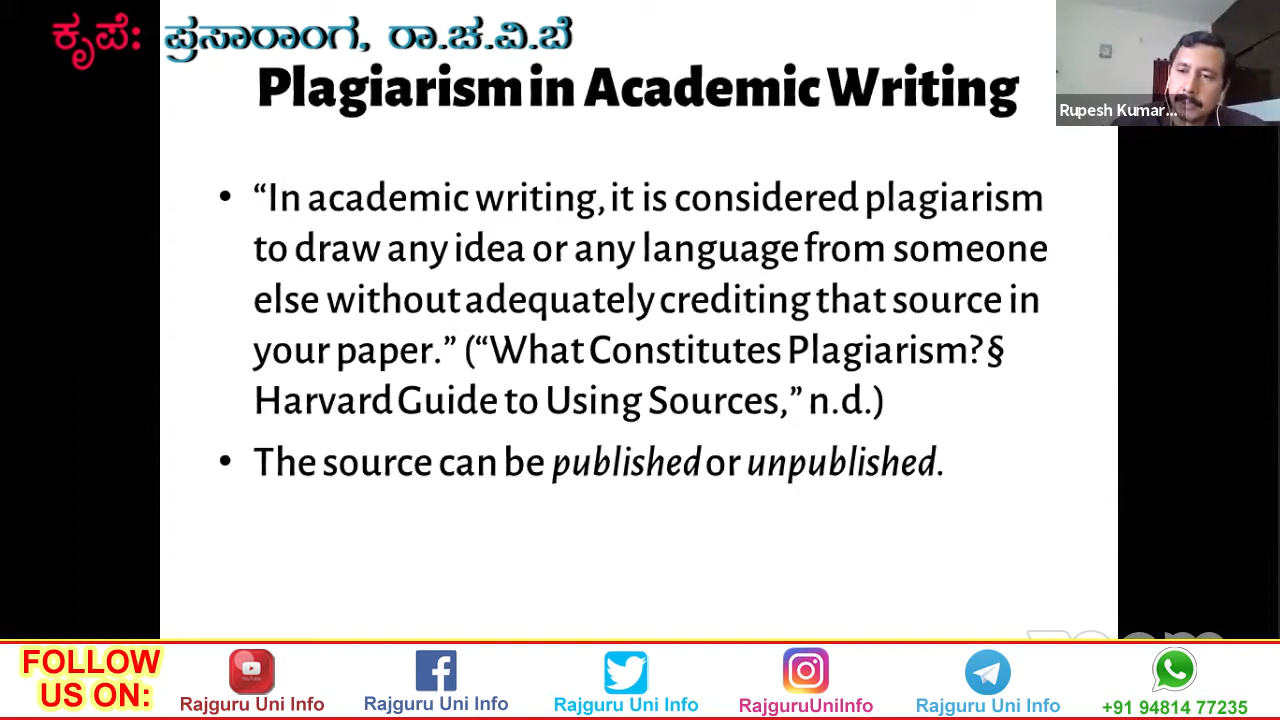 ಕೃಪೆ: ಪ್ರಸಾರಾಂಗ, ರಾ.ಚ.ವಿ.ಬೆ
Plagiarism in Academic Writing
Rupesh Kumar...
• “In academic writing, it is considered plagiarism
to draw any idea or any language from someone
else without adequately crediting that source in
your paper.” (“What Constitutes Plagiarism? §
Harvard Guide to Using Sources,” n.d.)
• The source can be published or unpublished.
zoom
FOLLOW
US ON:
YouTube
Rajguru Uni Info
Rajguru Uni Info
Rajguru Uni Info
RajguruUniInfo
Rajguru Uni Info
+91 94814 77235